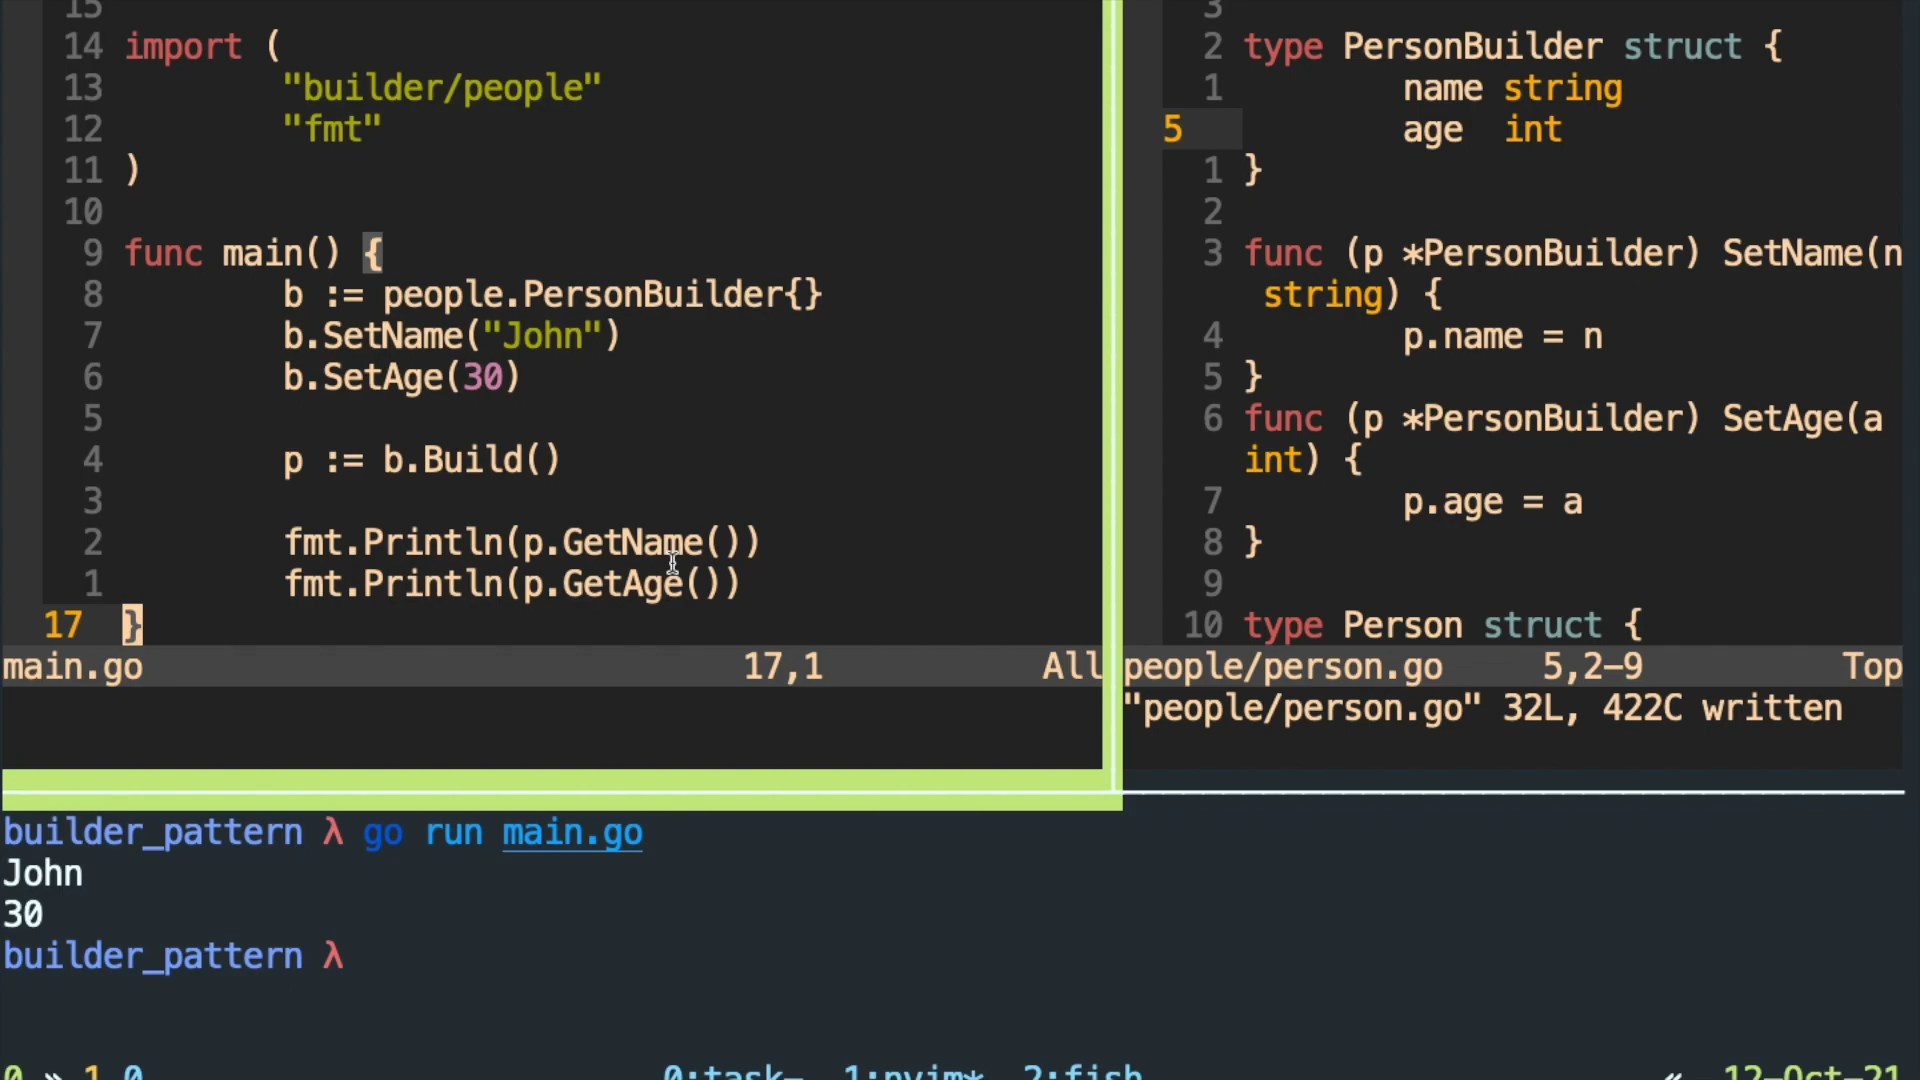 15
14 import (
13 "builder/people"
12 "fmt"
11 )
10
9 func main() {
8 b := people.PersonBuilder{}
7 b.SetName("John")
6 b.SetAge(30)
5
4 p := b.Build()
3
2 fmt.Println(p.GetName())
1 fmt.Println(p.GetAge())
17 }
main.go 17,1 All
3
2 type PersonBuilder struct {
1 name string
5 age int
1 }
2
3 func (p *PersonBuilder) SetName(n
string) {
4 p.name = n
5 }
6 func (p *PersonBuilder) SetAge(a
int) {
7 p.age = a
8 }
9
10 type Person struct {
people/person.go 5,2-9 Top
"people/person.go" 32L, 422C written
builder_pattern λ go run main.go
John
30
builder_pattern λ
0 » 1 0 0:task- 1:nvim* 2:fish « 12-Oct-21